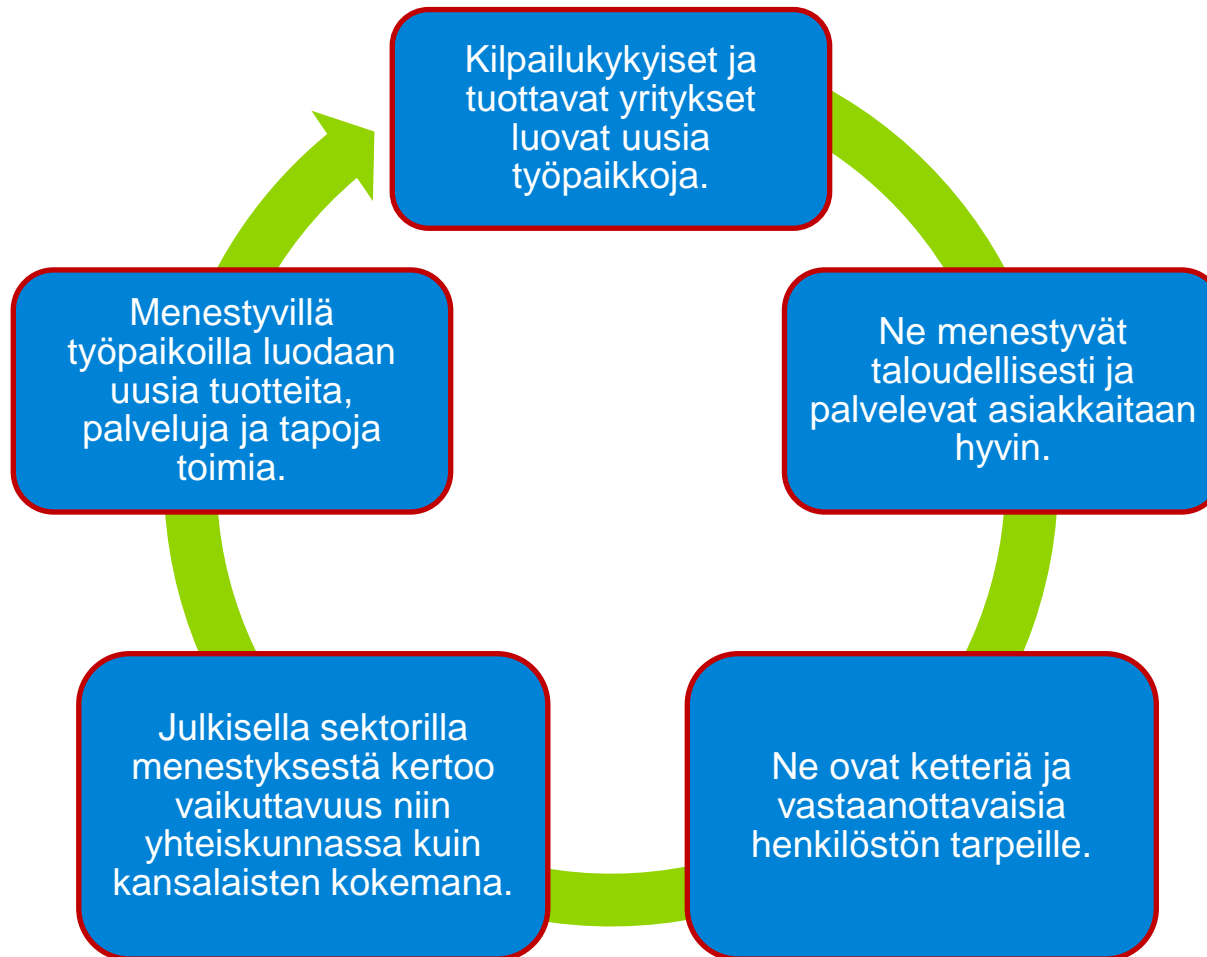 Kilpailukykyiset ja
tuottavat yritykset
luovat uusia
työpaikkoja.
Ne menestyvät
taloudellisesti ja
palvelevat asiakkaitaan
hyvin.
Ne ovat ketteriä ja
vastaanottavaisia
henkilöstön tarpeille.
Julkisella sektorilla
menestyksestä kertoo
vaikuttavuus niin
yhteiskunnassa kuin
kansalaisten kokemana.
Menestyvillä
työpaikoilla luodaan
uusia tuotteita,
palveluja ja tapoja
toimia.